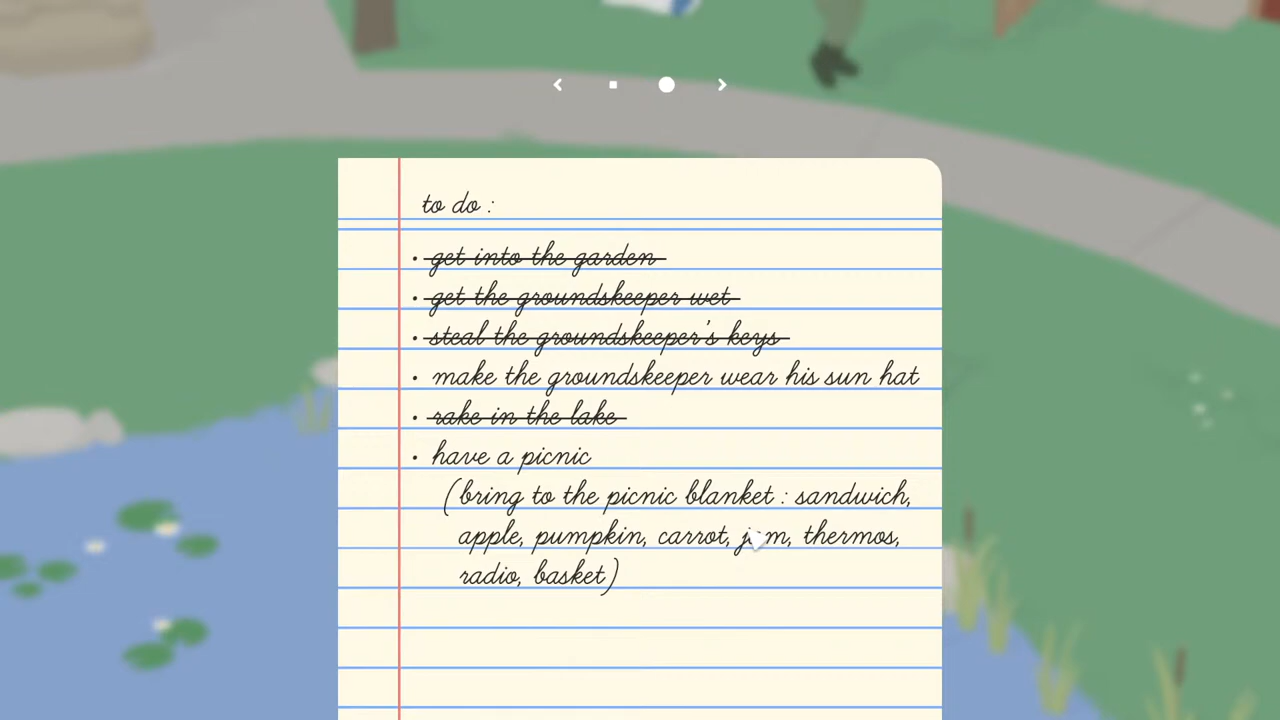 to do :
• get into the garden
• get the groundskeeper wet
• steal the groundskeeper's keys
• make the groundskeeper wear his sun hat
• rake in the lake
• have a picnic
(bring to the picnic blanket : sandwich,
apple, pumpkin, carrot, jam, thermos,
radio, basket)